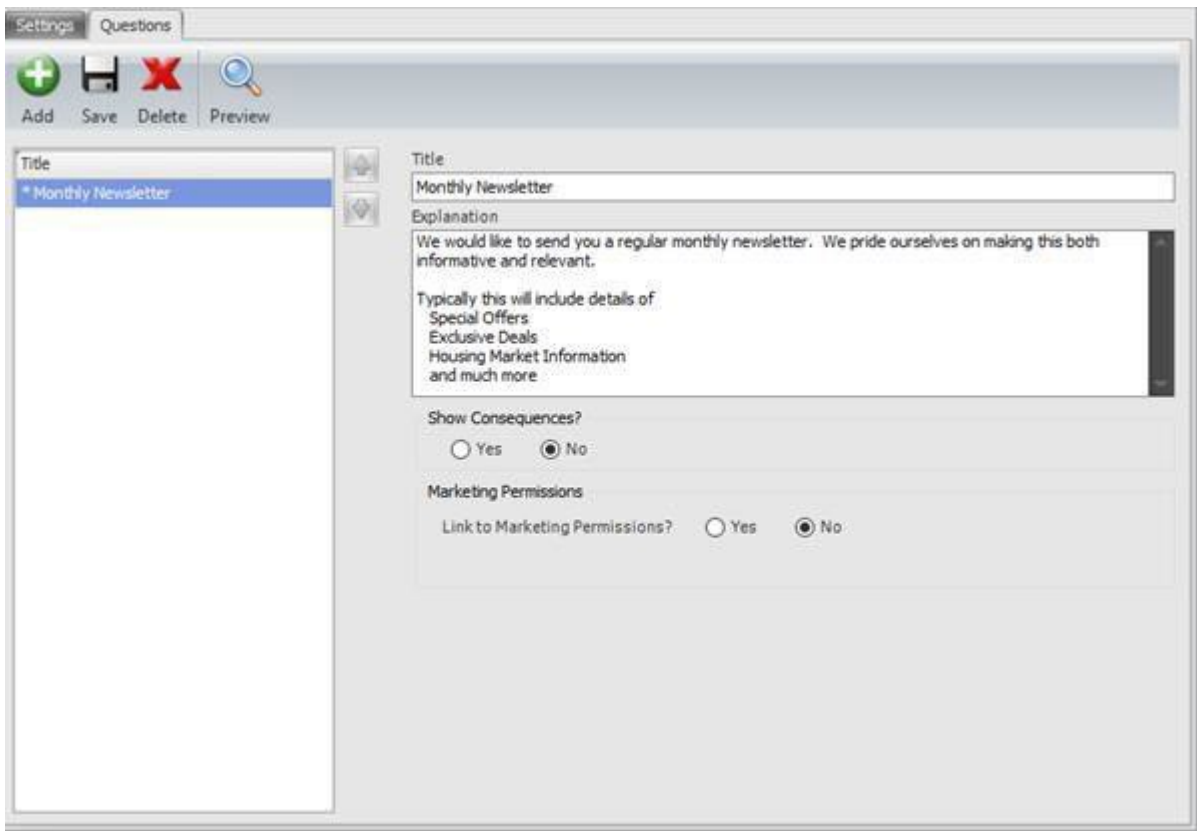 Settings Questions
Add Save Delete Preview
Title
* Monthly Newsletter
Title
Monthly Newsletter
Explanation
We would like to send you a regular monthly newsletter.  We pride ourselves on making this both
informative and relevant.
Typically this will include details of
Special Offers
Exclusive Deals
Housing Market Information
and much more
Show Consequences?
Yes No
Marketing Permissions
Link to Marketing Permissions? Yes No